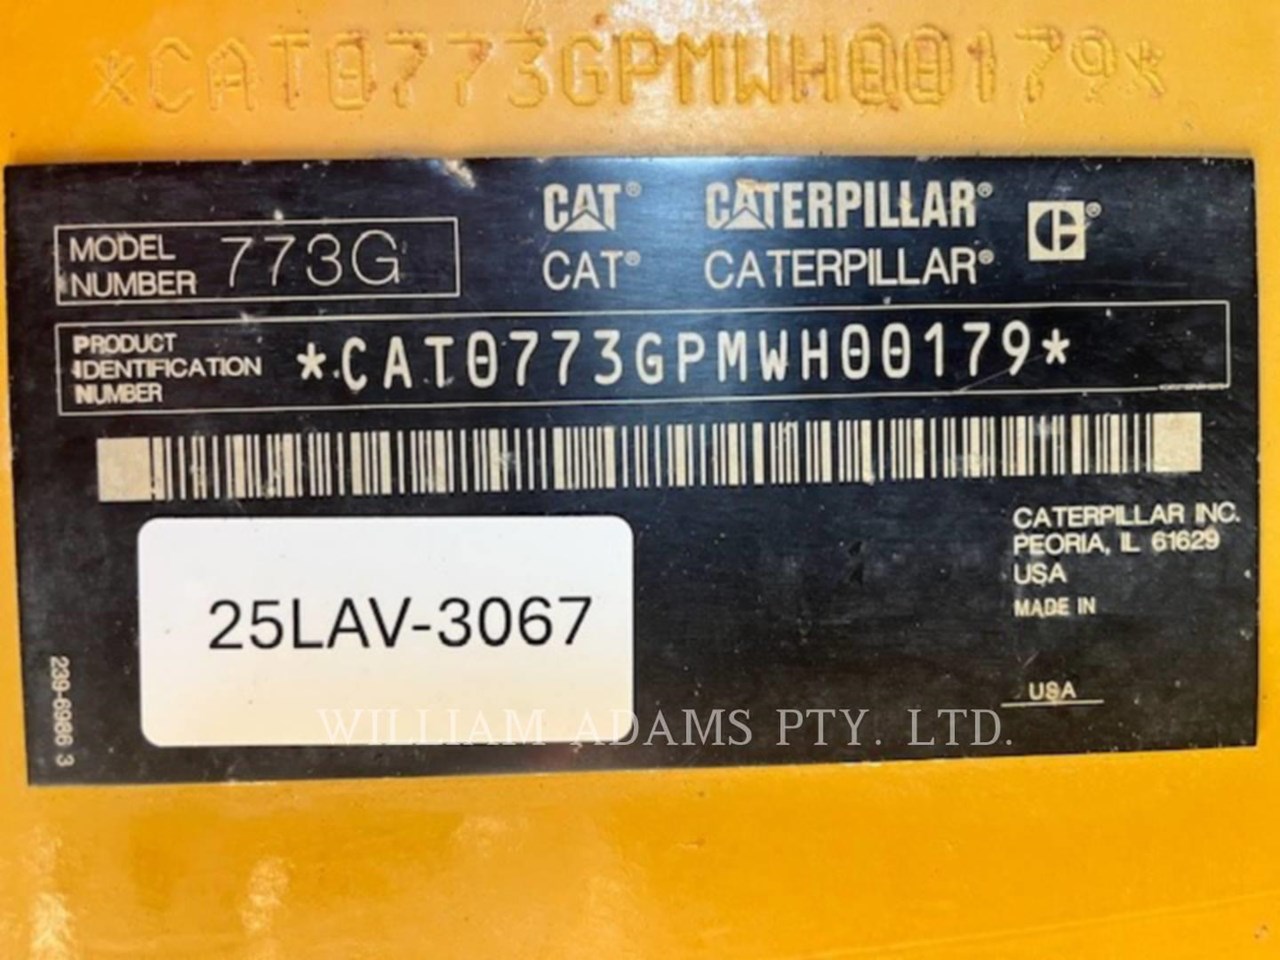 *CAT0773GPMWH00179*
CAT® CATERPILLAR® ®
CAT® CATERPILLAR®
MODEL
NUMBER 773G
PRODUCT
IDENTIFICATION
NUMBER
*CAT0773GPMWH00179*
CATERPILLAR INC.
PEORIA, IL 61629
USA
MADE IN
USA
25LAV-3067
239-6986 3
WILLIAM ADAMS PTY. LTD.